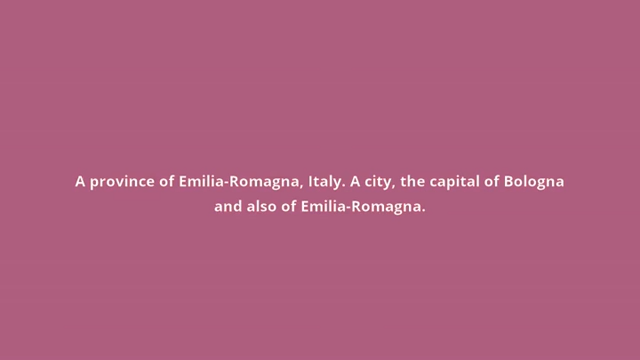 A province of Emilia-Romagna, Italy. A city, the capital of Bologna
and also of Emilia-Romagna.